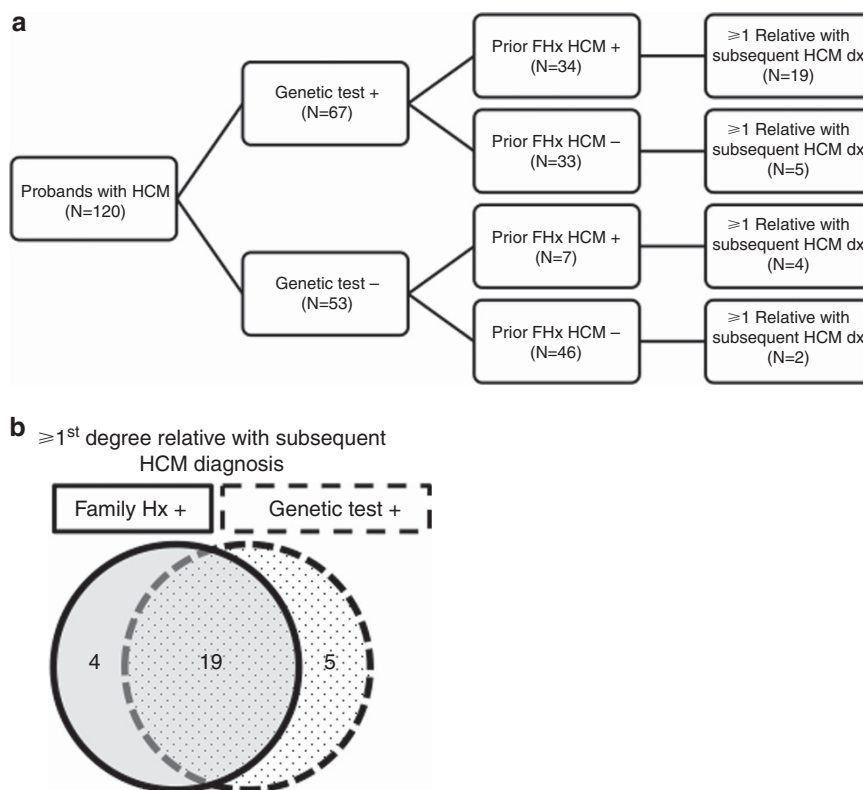 a
Probands with HCM
(N=120)
Genetic test +
(N=67)
Genetic test –
(N=53)
Prior FHx HCM +
(N=34)
Prior FHx HCM –
(N=33)
Prior FHx HCM +
(N=7)
Prior FHx HCM –
(N=46)
⩾1 Relative with
subsequent HCM dx
(N=19)
⩾1 Relative with
subsequent HCM dx
(N=5)
⩾1 Relative with
subsequent HCM dx
(N=4)
⩾1 Relative with
subsequent HCM dx
(N=2)
b
⩾1st degree relative with subsequent
HCM diagnosis
Family Hx +
Genetic test +
4
19
5